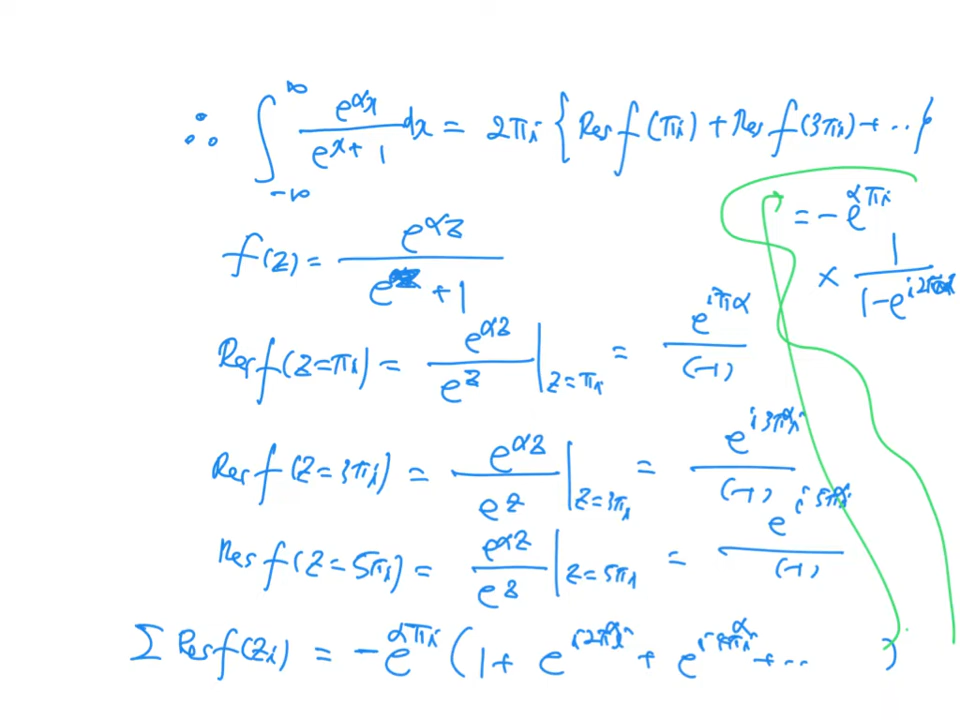 ∴ ∫_{-∞}^{∞} e^{αx}/(e^x + 1) dx = 2πi { Res f(πi) + Res f(3πi) + ... }
= -e^{απi}
f(z) = e^{αz}/(e^z + 1)
× 1/(1-e^{i2πα})
Res f(z=πi) = e^{αz}/e^z |_{z=πi} = e^{iπα}/(-1)
Res f(z=3πi) = e^{αz}/e^z |_{z=3πi} = e^{i3πα}/(-1)
Res f(z=5πi) = e^{αz}/e^z |_{z=5πi} = e^{i5πα}/(-1)
Σ Res f(z_i) = -e^{απi} (1 + e^{i2πα} + e^{i4πα} + ... )